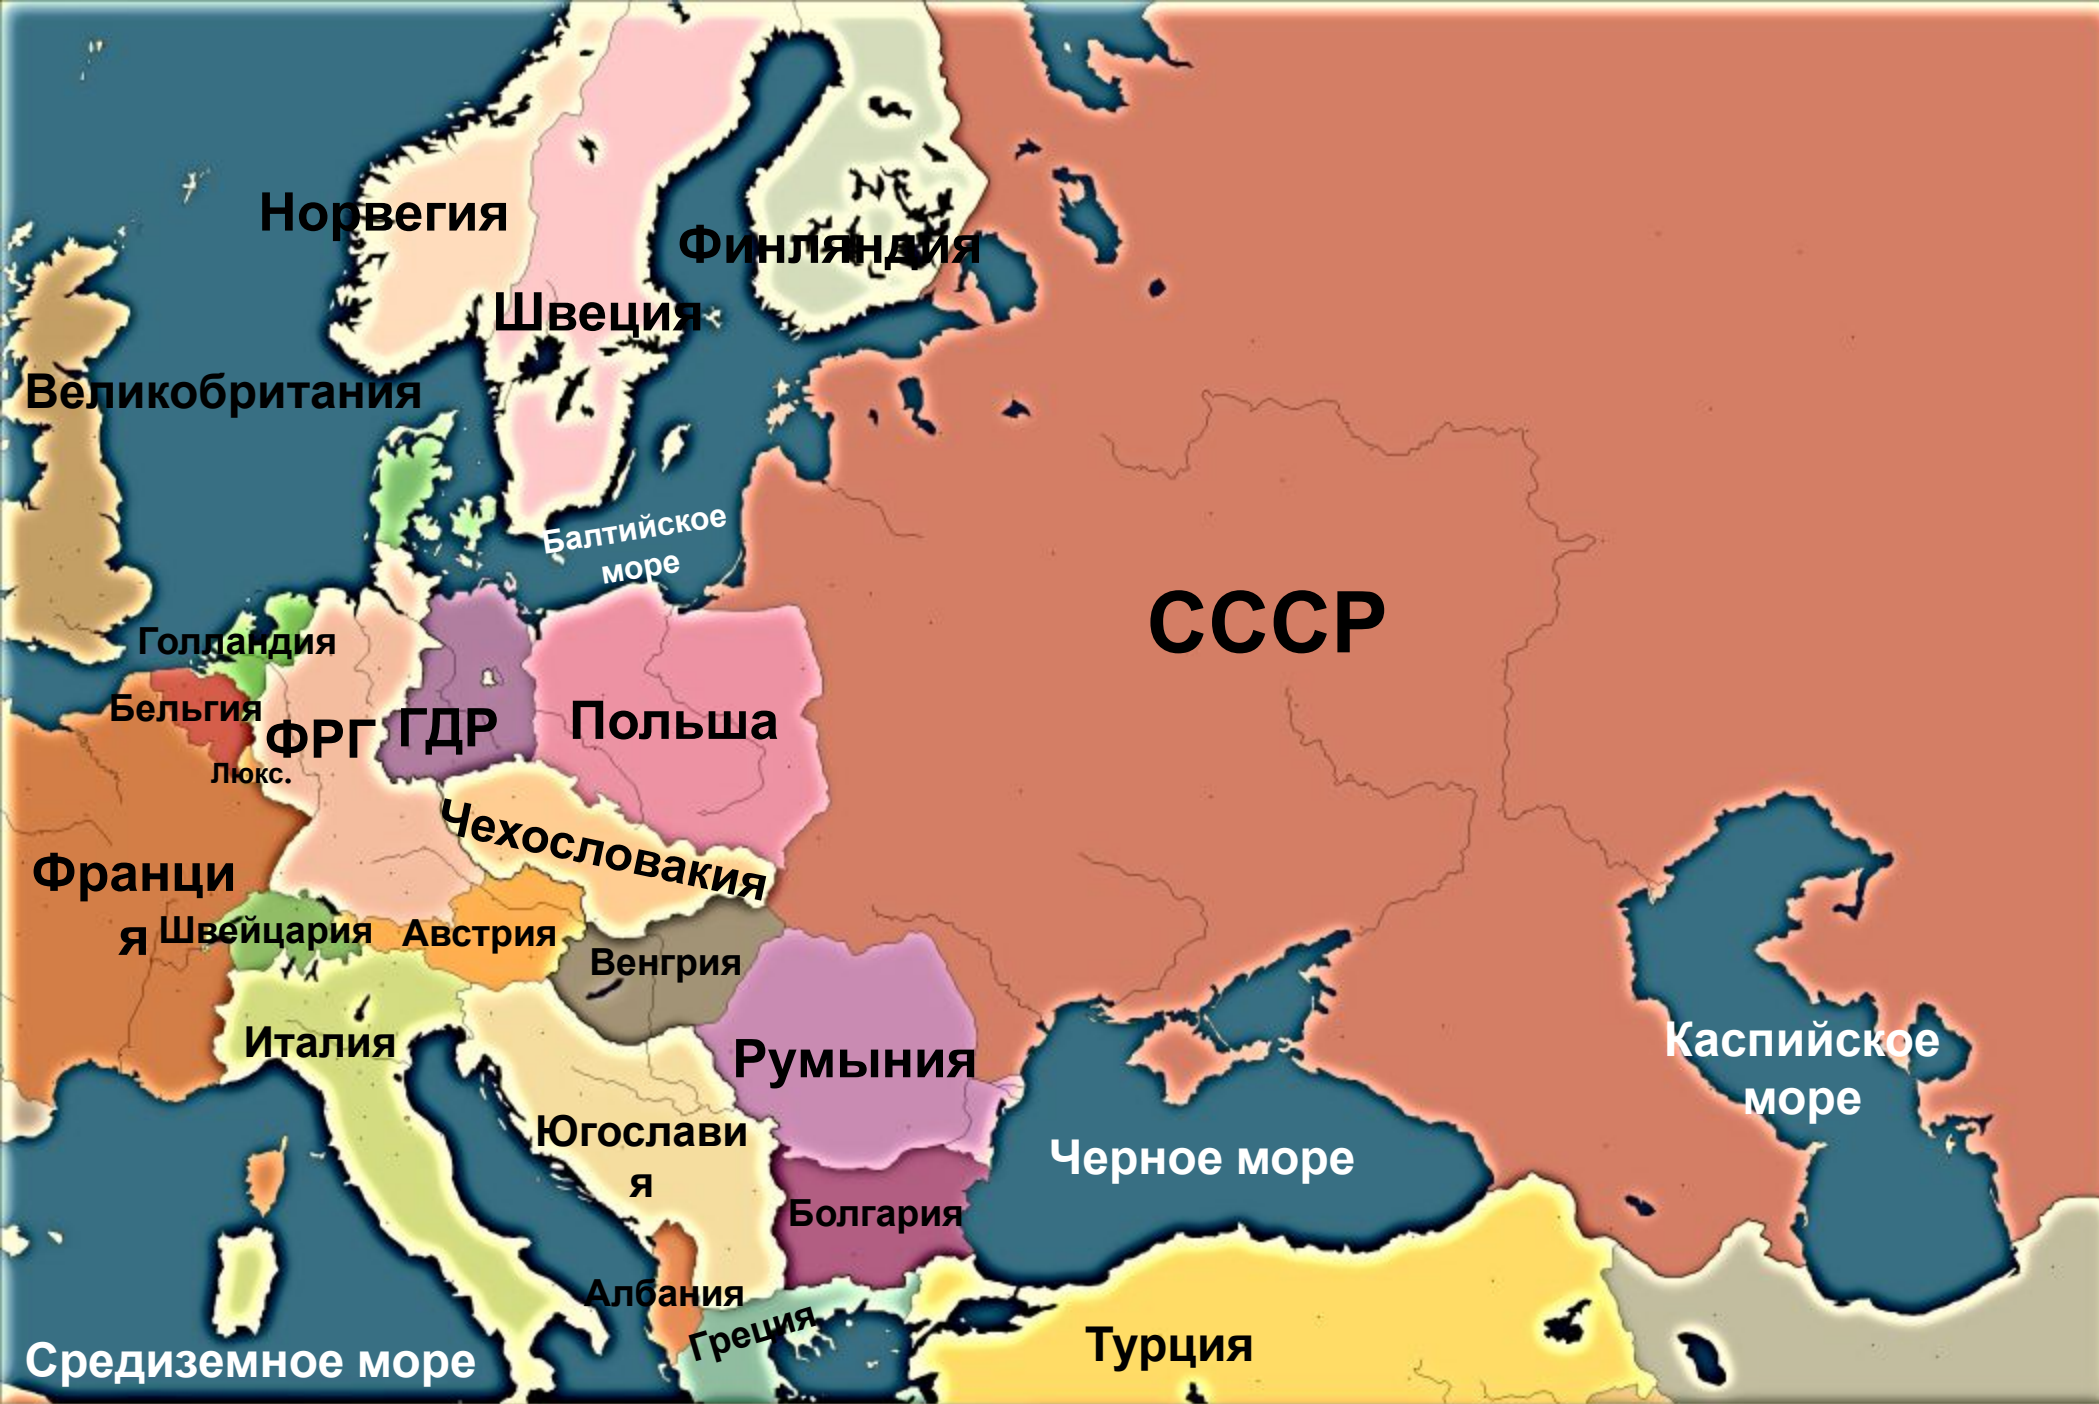 Норвегия
Финляндия
Швеция
Великобритания
Балтийское
море
СССР
Голландия
Бельгия
ФРГ
ГДР
Польша
Люкс.
Чехословакия
Франци
я
Швейцария
Австрия
Венгрия
Италия
Румыния
Каспийское
море
Югослави
я
Черное море
Болгария
Албания
Греция
Турция
Средиземное море